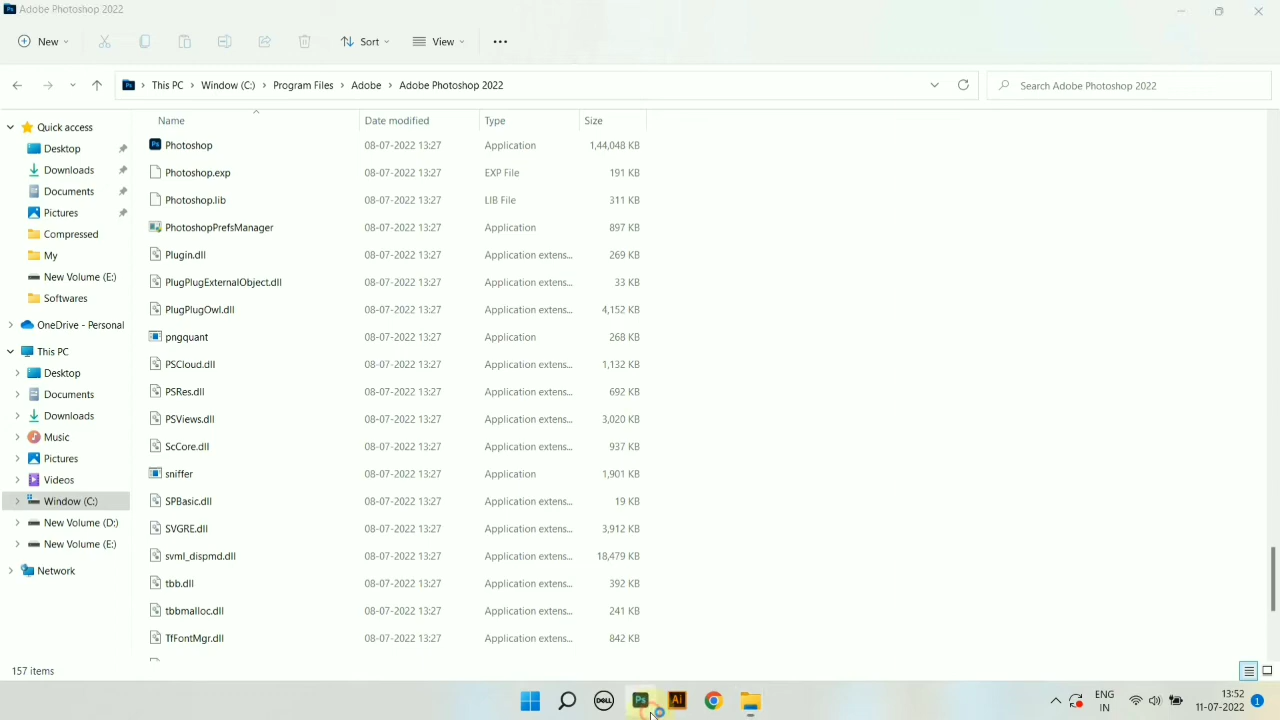 Adobe Photoshop 2022
New Sort View
This PC Window (C:) Program Files Adobe Adobe Photoshop 2022 Search Adobe Photoshop 2022
Name Date modified Type Size
Quick access
Desktop
Downloads
Documents
Pictures
Compressed
My
New Volume (E:)
Softwares
OneDrive - Personal
This PC
Desktop
Documents
Downloads
Music
Pictures
Videos
Window (C:)
New Volume (D:)
New Volume (E:)
Network
Photoshop 08-07-2022 13:27 Application 1,44,048 KB
Photoshop.exp 08-07-2022 13:27 EXP File 191 KB
Photoshop.lib 08-07-2022 13:27 LIB File 311 KB
PhotoshopPrefsManager 08-07-2022 13:27 Application 897 KB
Plugin.dll 08-07-2022 13:27 Application extens... 269 KB
PlugPlugExternalObject.dll 08-07-2022 13:27 Application extens... 33 KB
PlugPlugOwl.dll 08-07-2022 13:27 Application extens... 4,152 KB
pngquant 08-07-2022 13:27 Application 268 KB
PSCloud.dll 08-07-2022 13:27 Application extens... 1,132 KB
PSRes.dll 08-07-2022 13:27 Application extens... 692 KB
PSViews.dll 08-07-2022 13:27 Application extens... 3,020 KB
ScCore.dll 08-07-2022 13:27 Application extens... 937 KB
sniffer 08-07-2022 13:27 Application 1,901 KB
SPBasic.dll 08-07-2022 13:27 Application extens... 19 KB
SVGRE.dll 08-07-2022 13:27 Application extens... 3,912 KB
svml_dispmd.dll 08-07-2022 13:27 Application extens... 18,479 KB
tbb.dll 08-07-2022 13:27 Application extens... 392 KB
tbbmalloc.dll 08-07-2022 13:27 Application extens... 241 KB
TfFontMgr.dll 08-07-2022 13:27 Application extens... 842 KB
157 items
DELL Ps Ai
ENG
IN
13:52
11-07-2022
1